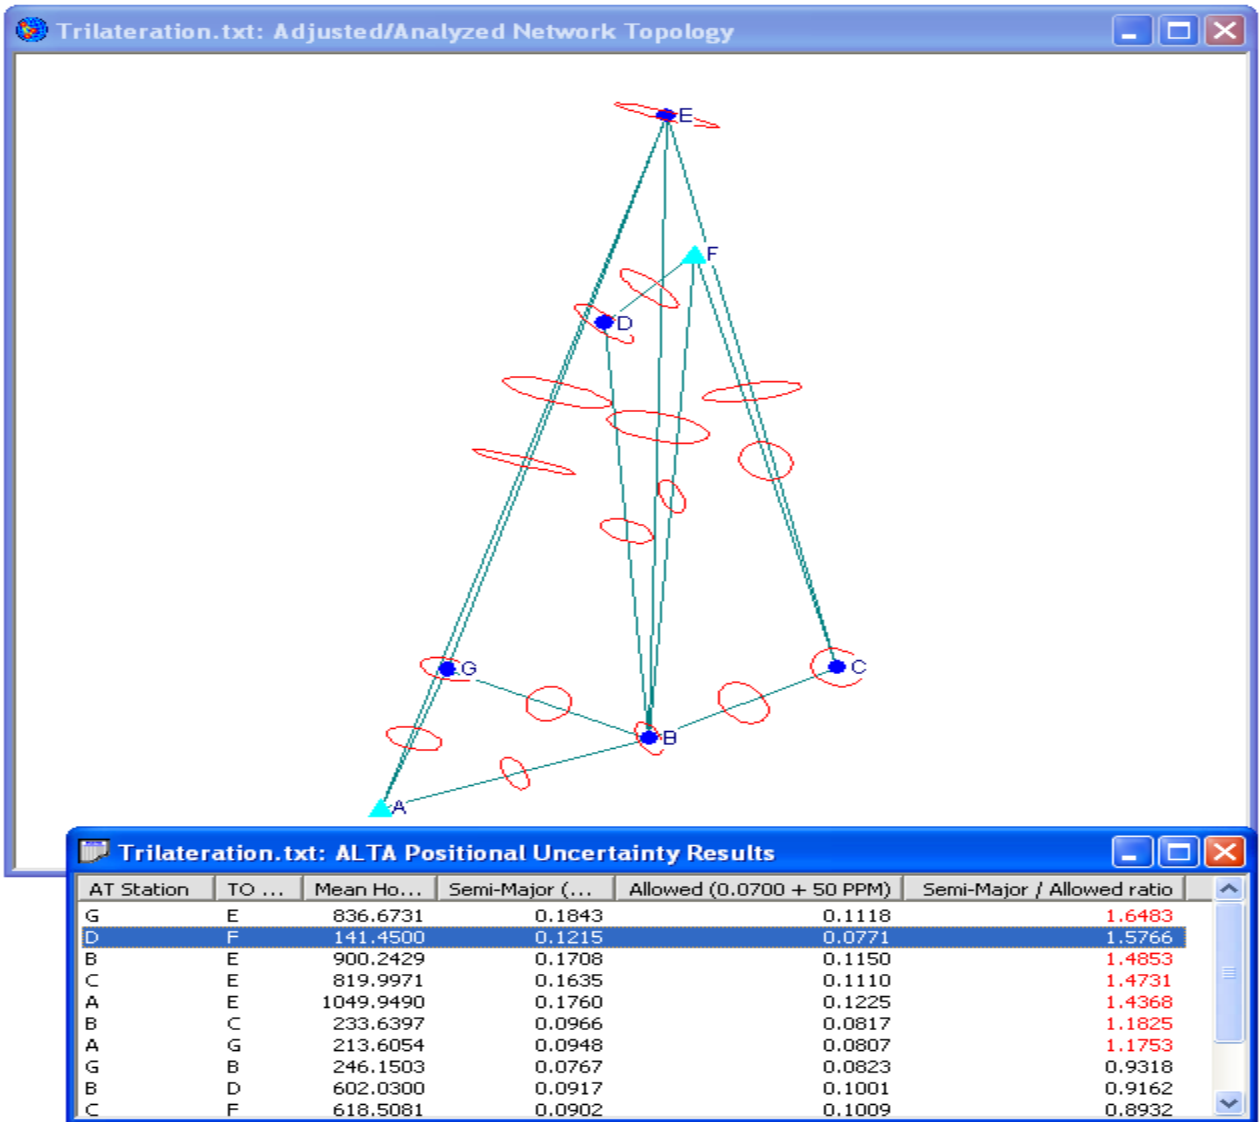 Trilateration.txt: Adjusted/Analyzed Network Topology
E
F
D
G
C
B
A
Trilateration.txt: ALTA Positional Uncertainty Results
AT Station TO ... Mean Ho... Semi-Major (... Allowed (0.0700 + 50 PPM) Semi-Major / Allowed ratio
G E 836.6731 0.1843 0.1118 1.6483
D F 141.4500 0.1215 0.0771 1.5766
B E 900.2429 0.1708 0.1150 1.4853
C E 819.9971 0.1635 0.1110 1.4731
A E 1049.9490 0.1760 0.1225 1.4368
B C 233.6397 0.0966 0.0817 1.1825
A G 213.6054 0.0948 0.0807 1.1753
G B 246.1503 0.0767 0.0823 0.9318
B D 602.0300 0.0917 0.1001 0.9162
C F 618.5081 0.0902 0.1009 0.8932